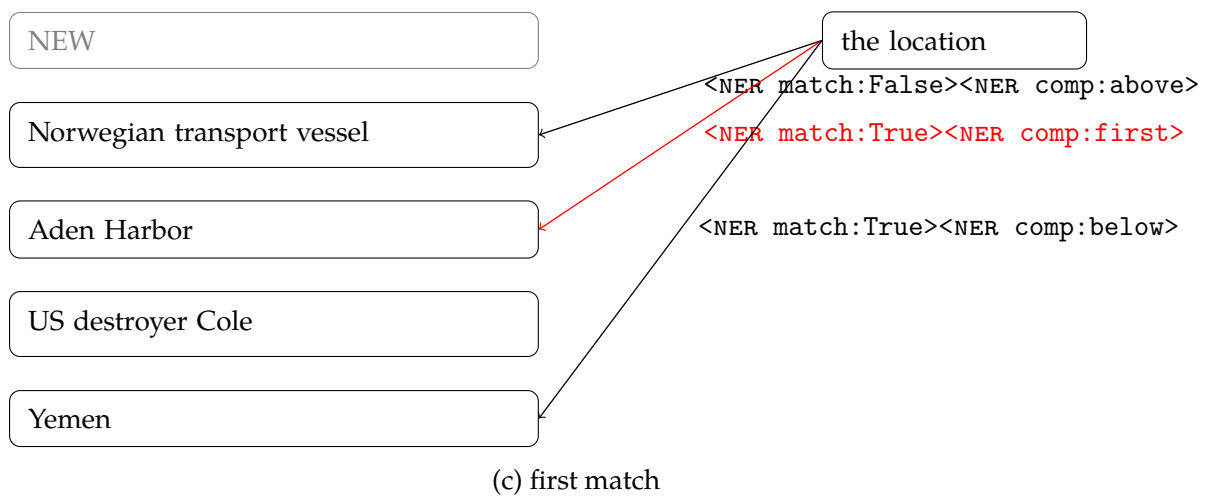 NEW
the location
<NER match:False><NER comp:above>
Norwegian transport vessel
<NER match:True><NER comp:first>
Aden Harbor
<NER match:True><NER comp:below>
US destroyer Cole
Yemen
(c) first match